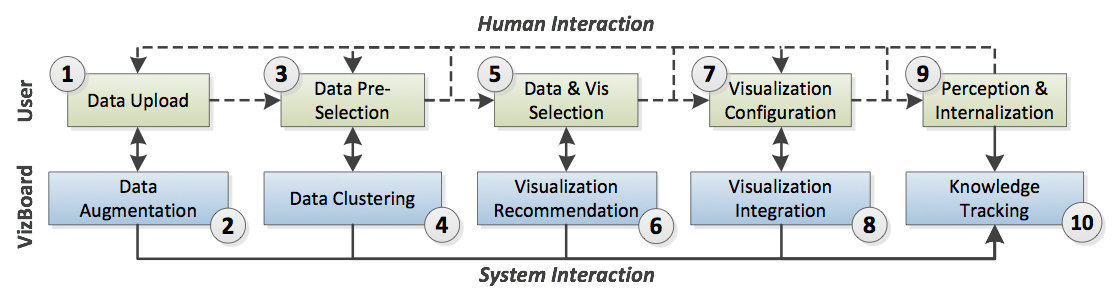 Human Interaction
User
1
Data Upload
3
Data Pre-
Selection
5
Data & Vis
Selection
7
Visualization
Configuration
9
Perception &
Internalization
VizBoard
Data
Augmentation
2
Data Clustering
4
Visualization
Recommendation
6
Visualization
Integration
8
Knowledge
Tracking
10
System Interaction